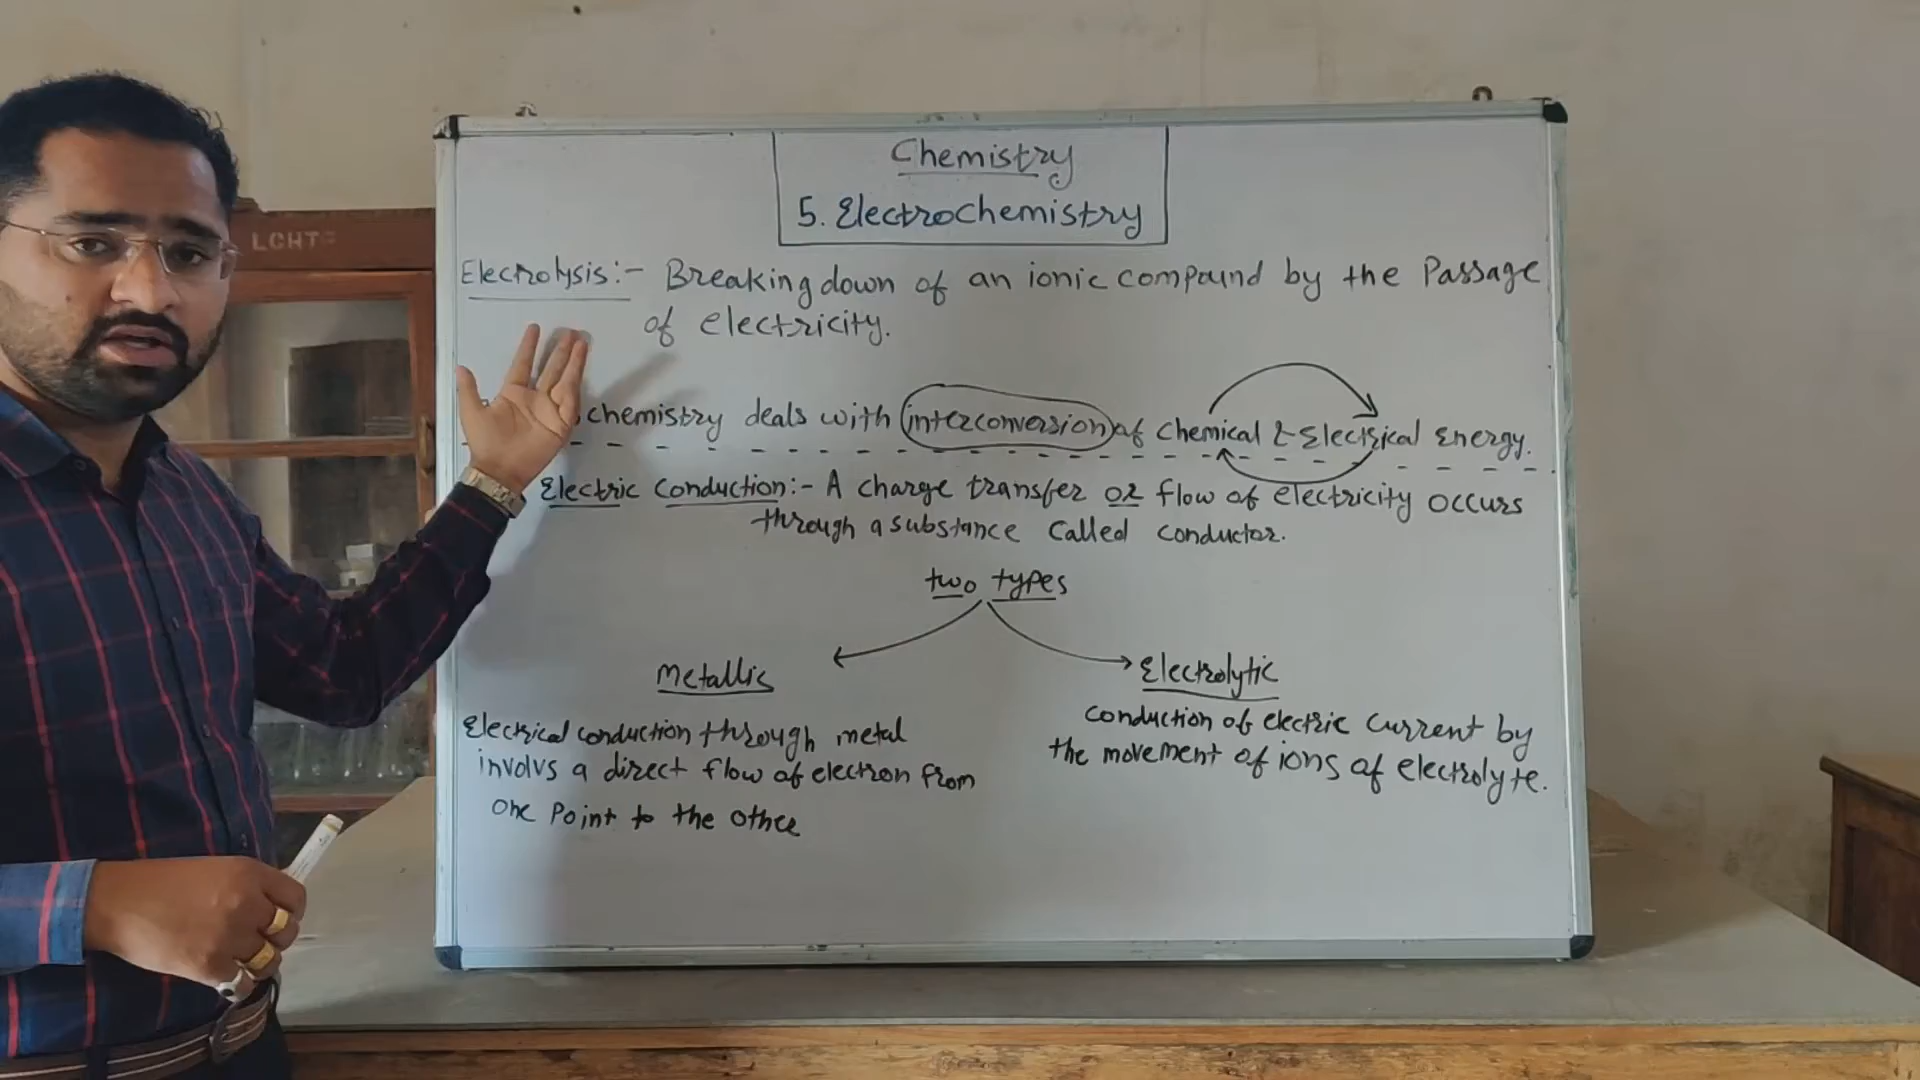 LCHT
Chemistry
5. Electrochemistry
Electrolysis:- Breaking down of an ionic compound by the Passage
of electricity.
chemistry deals with interconversion of chemical & Electrical Energy.
Electric Conduction:- A charge transfer or flow of electricity occurs
through a substance called conductor.
two types
Metallic
Electrolytic
Electrical conduction through metal
involvs a direct flow of electron from
one Point to the other
conduction of electric current by
the movement of ions of electrolyte.